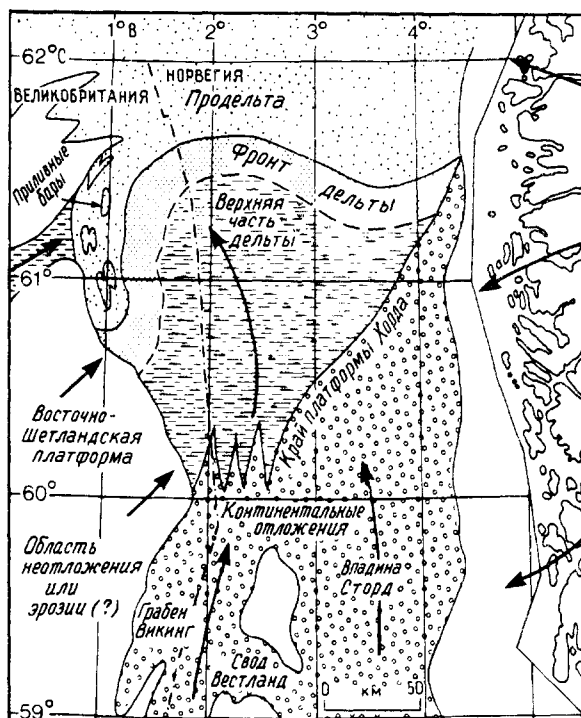 1° В
2°
3°
4°
62°С
НОРВЕГИЯ
ВЕЛИКОБРИТАНИЯ
Продельта
Приливные
бары
Фронт
дельты
Верхняя
часть
дельты
61°
Край платформы Хорда
Восточно-
Шетландская
платформа
60°
Континентальные
отложения
Область
неотложения
или
эрозии (?)
Впадина
Сторд
Грабен
Викинг
Свод
Вестланд
0 км 50
59°